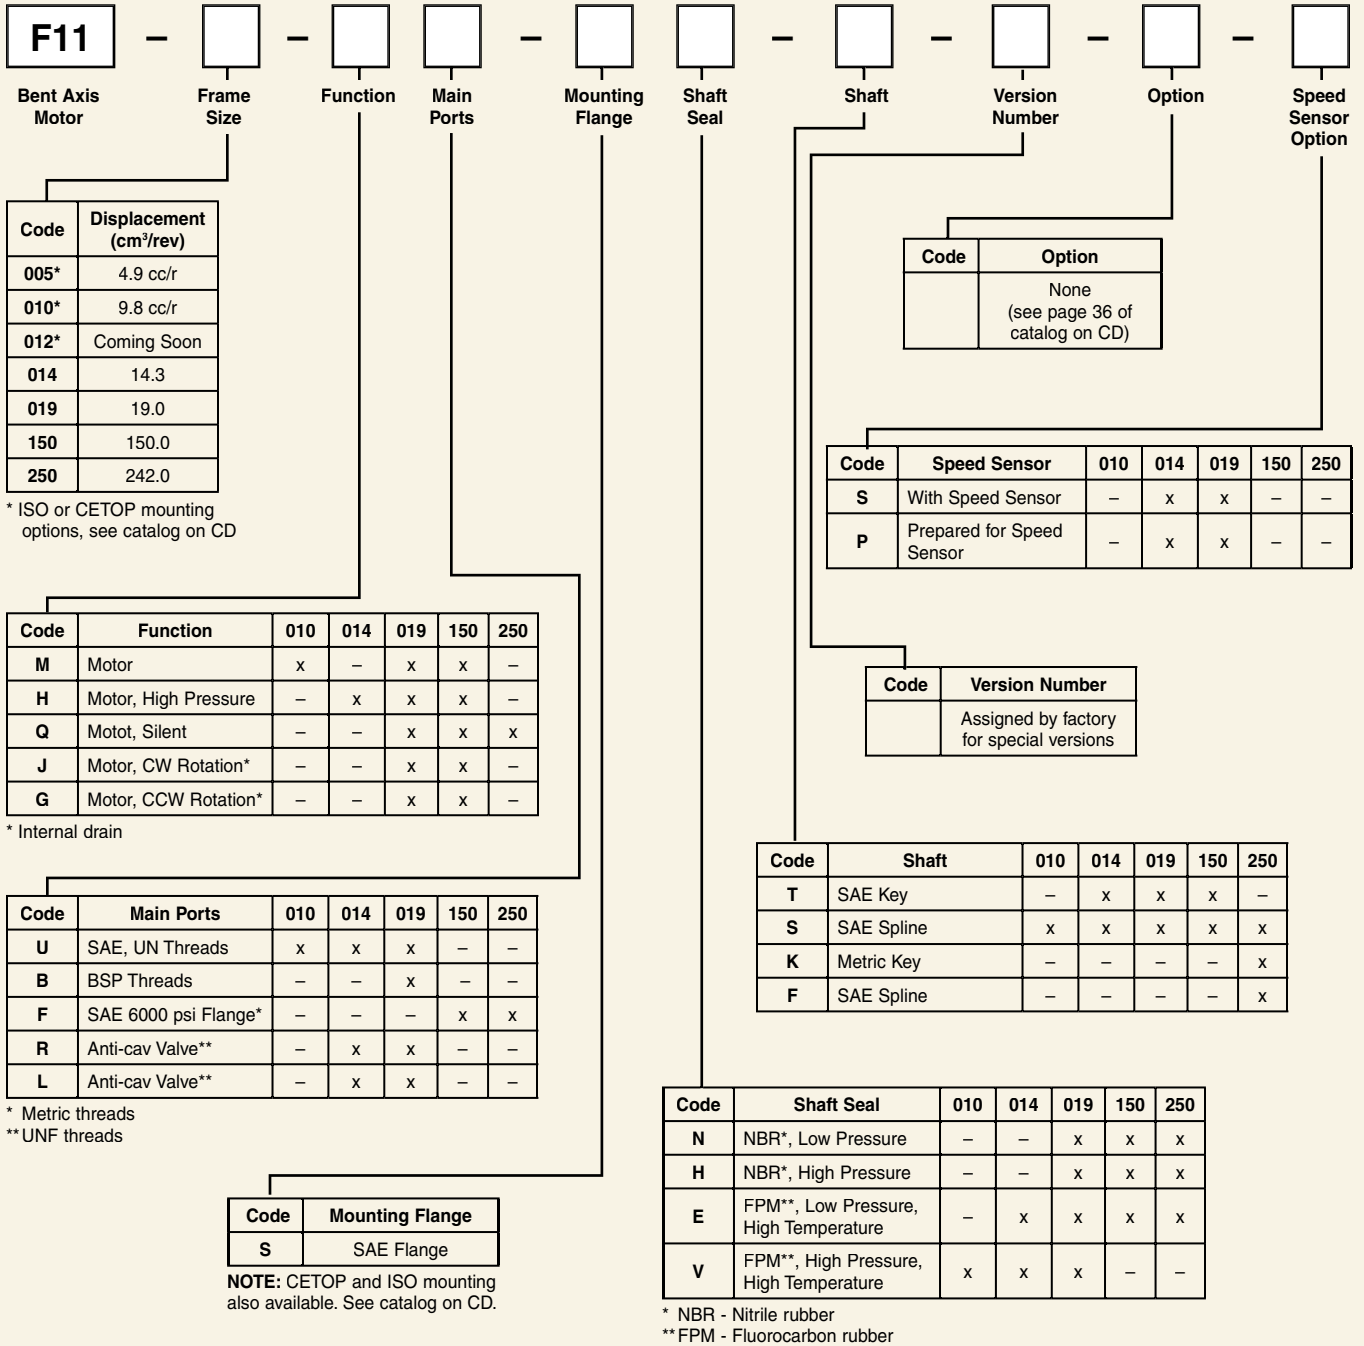 F11 – – – – – – –
Bent Axis Motor
Frame Size
Function
Main Ports
Mounting Flange
Shaft Seal
Shaft
Version Number
Option
Speed Sensor Option
Code Displacement (cm³/rev)
005* 4.9 cc/r
010* 9.8 cc/r
012* Coming Soon
014 14.3
019 19.0
150 150.0
250 242.0
* ISO or CETOP mounting
options, see catalog on CD
Code Option
None
(see page 36 of
catalog on CD)
Code Speed Sensor 010 014 019 150 250
S With Speed Sensor – x x – –
P Prepared for Speed Sensor – x x – –
Code Function 010 014 019 150 250
M Motor x – x x –
H Motor, High Pressure – x x x –
Q Motot, Silent – – x x x
J Motor, CW Rotation* – – x x –
G Motor, CCW Rotation* – – x x –
* Internal drain
Code Version Number
Assigned by factory
for special versions
Code Shaft 010 014 019 150 250
T SAE Key – x x x –
S SAE Spline x x x x x
K Metric Key – – – – x
F SAE Spline – – – – x
Code Main Ports 010 014 019 150 250
U SAE, UN Threads x x x – –
B BSP Threads – – x – –
F SAE 6000 psi Flange* – – – x x
R Anti-cav Valve** – x x – –
L Anti-cav Valve** – x x – –
* Metric threads
** UNF threads
Code Mounting Flange
S SAE Flange
NOTE: CETOP and ISO mounting
also available. See catalog on CD.
Code Shaft Seal 010 014 019 150 250
N NBR*, Low Pressure – – x x x
H NBR*, High Pressure – – x x x
E FPM**, Low Pressure, High Temperature – x x x x
V FPM**, High Pressure, High Temperature x x x – –
* NBR - Nitrile rubber
** FPM - Fluorocarbon rubber